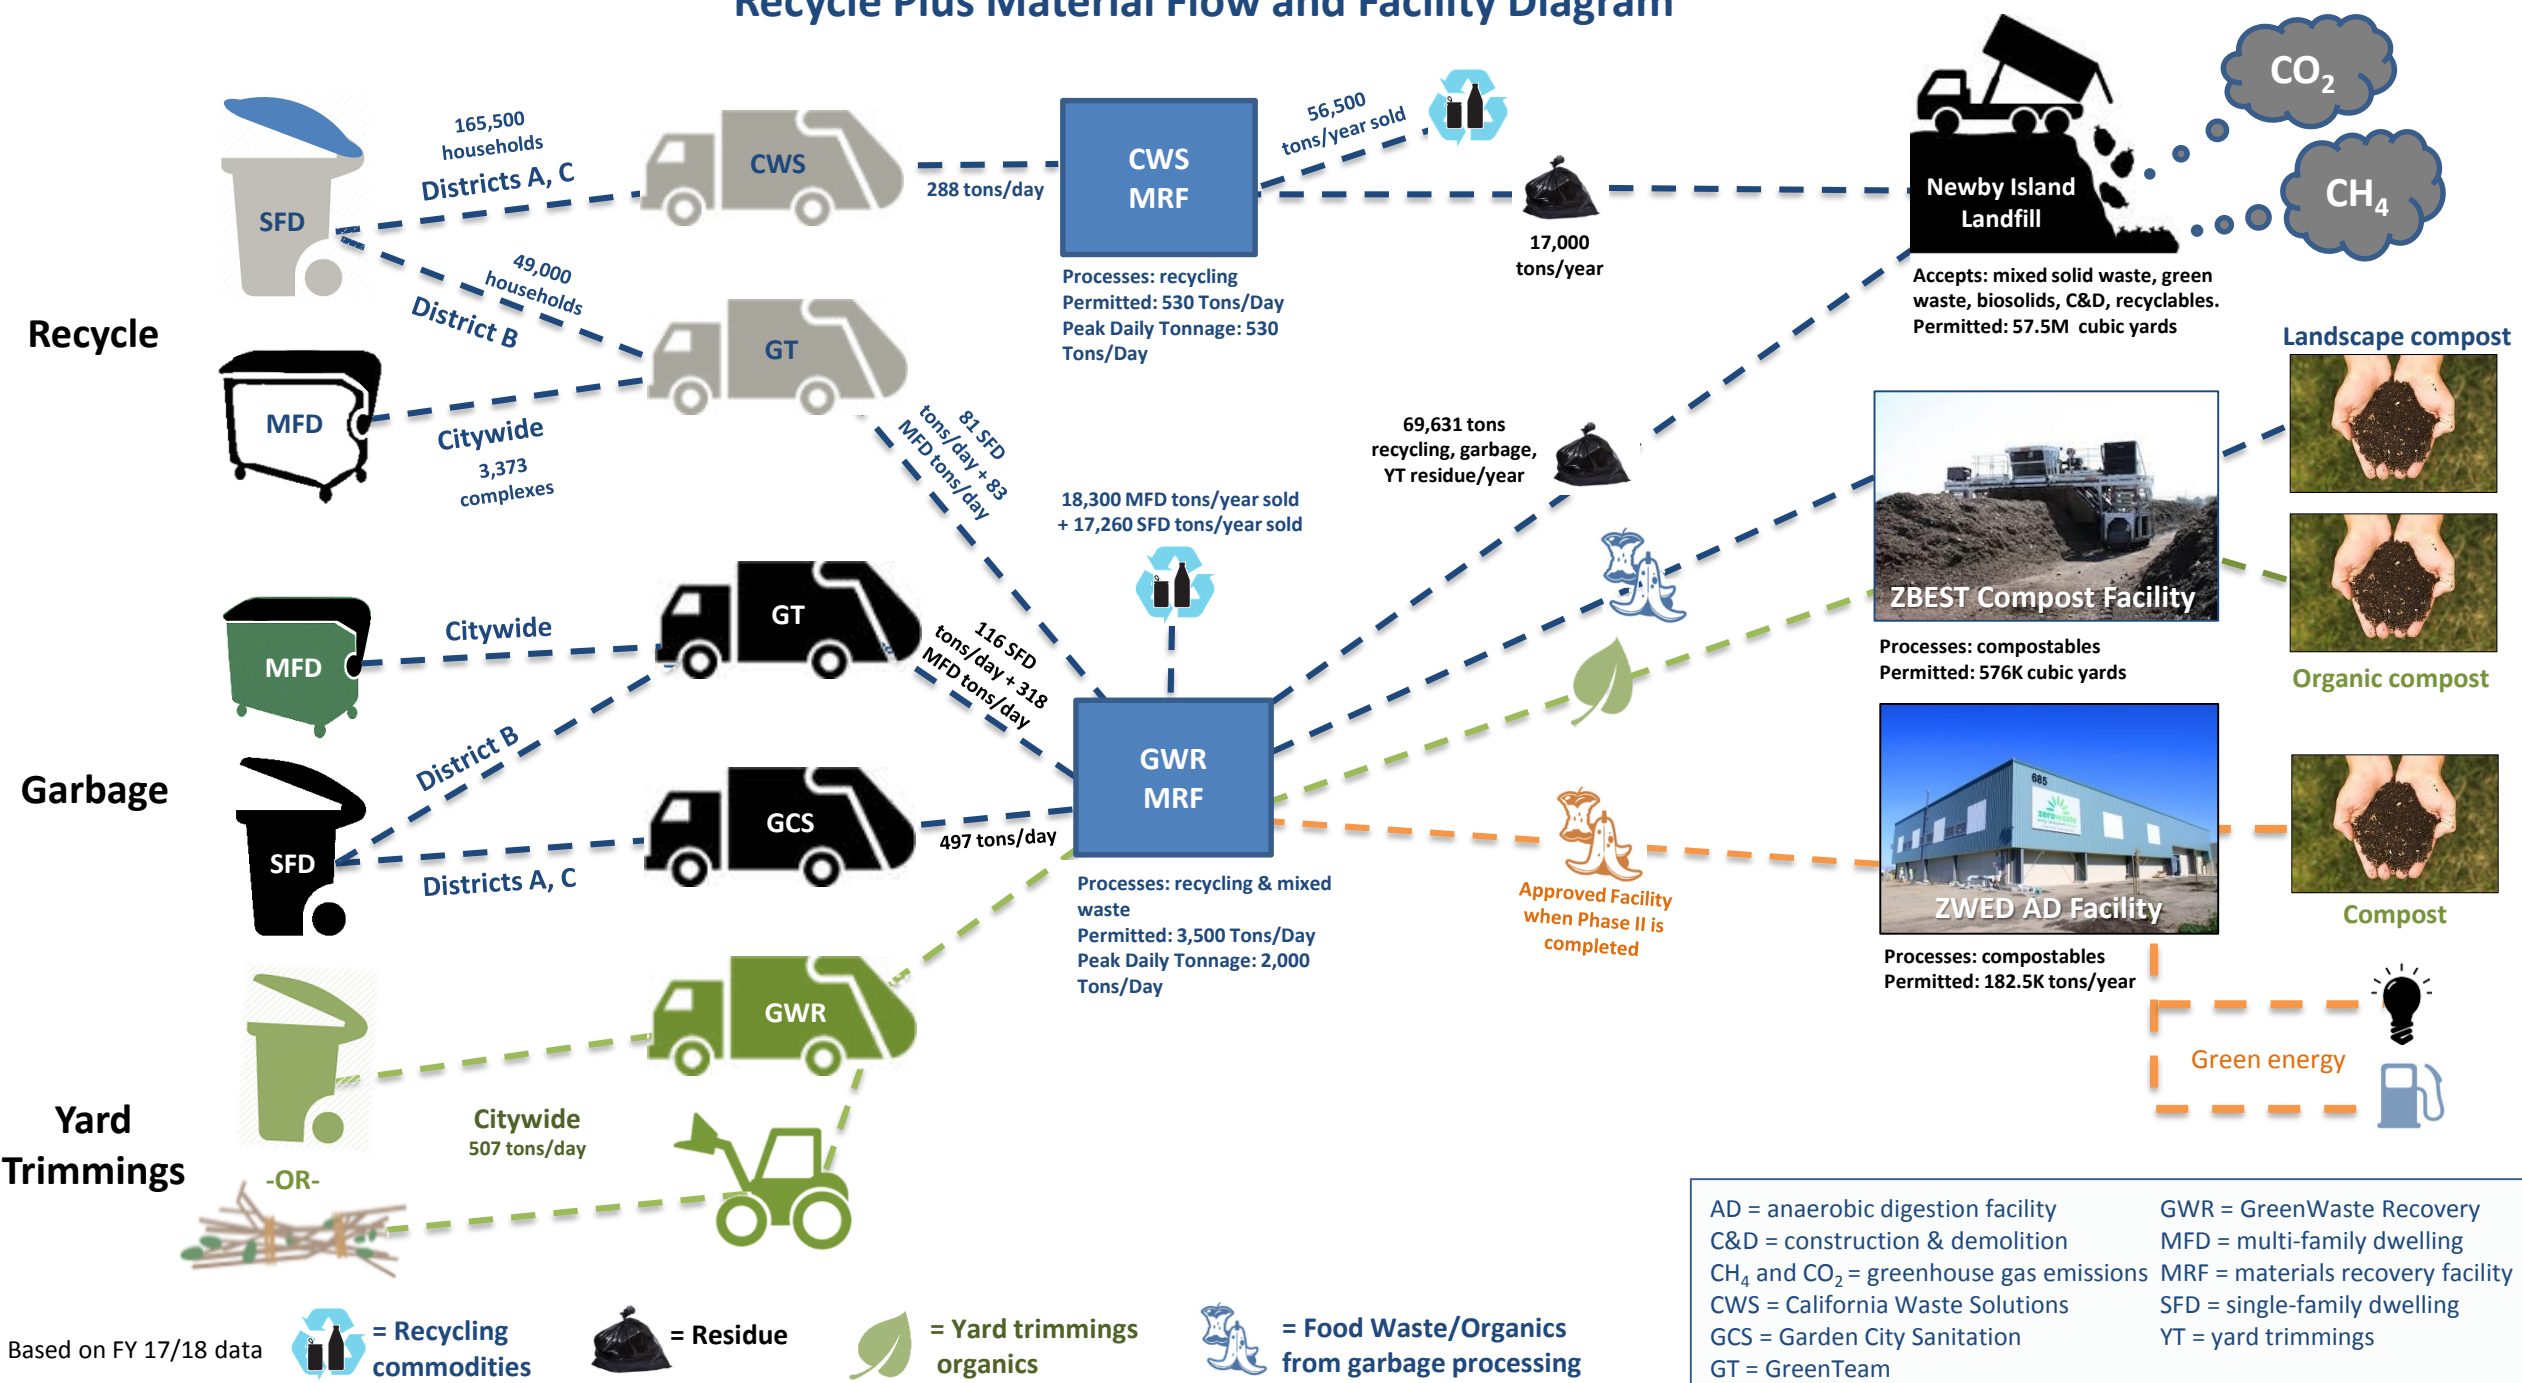 Recycle Plus Material Flow and Facility Diagram
Recycle
SFD
165,500
households
Districts A, C
CWS
288 tons/day
CWS
MRF
Processes: recycling
Permitted: 530 Tons/Day
Peak Daily Tonnage: 530
Tons/Day
56,500
tons/year sold
17,000
tons/year
Newby Island
Landfill
CO₂
CH₄
Accepts: mixed solid waste, green
waste, biosolids, C&D, recyclables.
Permitted: 57.5M cubic yards
49,000
households
District B
GT
MFD
Citywide
3,373
complexes
81 SFD
tons/day + 83
MFD tons/day
18,300 MFD tons/year sold
+ 17,260 SFD tons/year sold
69,631 tons
recycling, garbage,
YT residue/year
Landscape compost
ZBEST Compost Facility
Processes: compostables
Permitted: 576K cubic yards
Organic compost
Garbage
MFD
Citywide
GT
116 SFD
tons/day + 318
MFD tons/day
District B
SFD
Districts A, C
GCS
497 tons/day
GWR
MRF
Processes: recycling & mixed
waste
Permitted: 3,500 Tons/Day
Peak Daily Tonnage: 2,000
Tons/Day
Approved Facility
when Phase II is
completed
685
zerowaste
ZWED AD Facility
Processes: compostables
Permitted: 182.5K tons/year
Compost
Green energy
Yard
Trimmings
-OR-
GWR
Citywide
507 tons/day
AD = anaerobic digestion facility
C&D = construction & demolition
CH₄ and CO₂ = greenhouse gas emissions
CWS = California Waste Solutions
GCS = Garden City Sanitation
GT = GreenTeam
GWR = GreenWaste Recovery
MFD = multi-family dwelling
MRF = materials recovery facility
SFD = single-family dwelling
YT = yard trimmings
Based on FY 17/18 data
= Recycling
commodities
= Residue
= Yard trimmings
organics
= Food Waste/Organics
from garbage processing